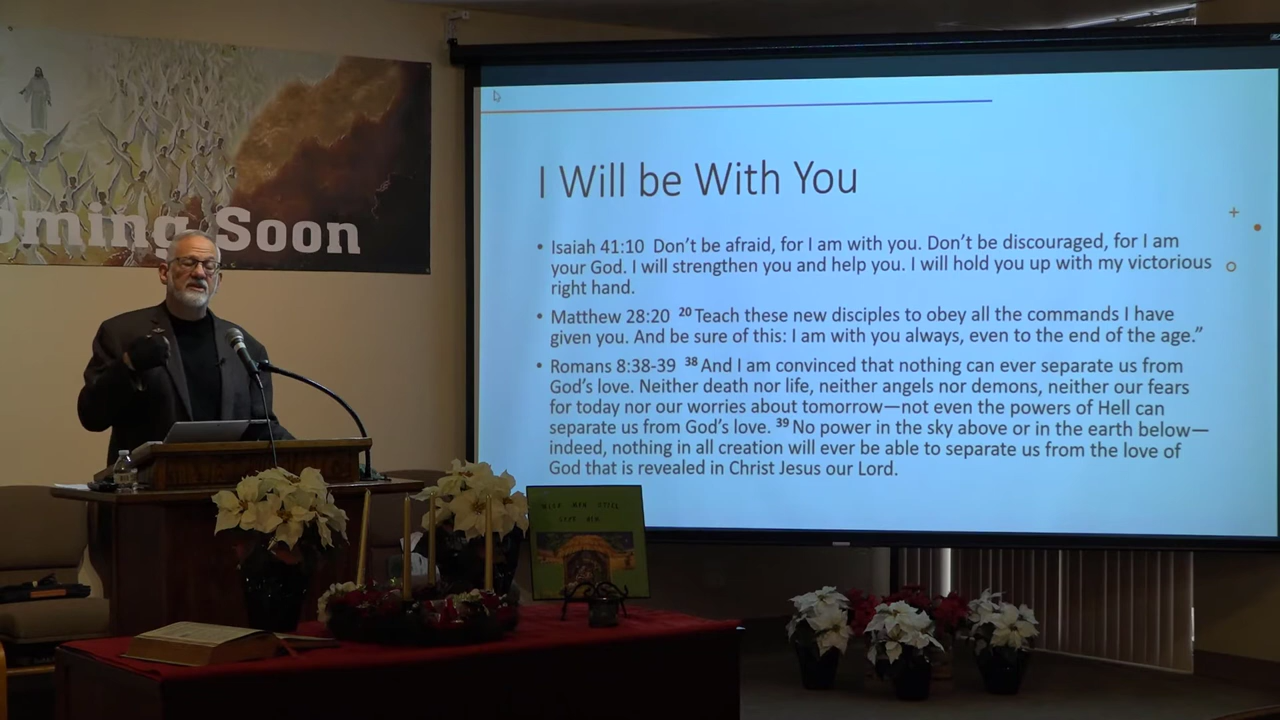 oming Soon
I Will be With You
• Isaiah 41:10 Don't be afraid, for I am with you. Don't be discouraged, for I am
your God. I will strengthen you and help you. I will hold you up with my victorious
right hand.
• Matthew 28:20 ²⁰ Teach these new disciples to obey all the commands I have
given you. And be sure of this: I am with you always, even to the end of the age.”
• Romans 8:38-39 ³⁸ And I am convinced that nothing can ever separate us from
God's love. Neither death nor life, neither angels nor demons, neither our fears
for today nor our worries about tomorrow—not even the powers of Hell can
separate us from God's love. ³⁹ No power in the sky above or in the earth below—
indeed, nothing in all creation will ever be able to separate us from the love of
God that is revealed in Christ Jesus our Lord.
WISE MEN STILL